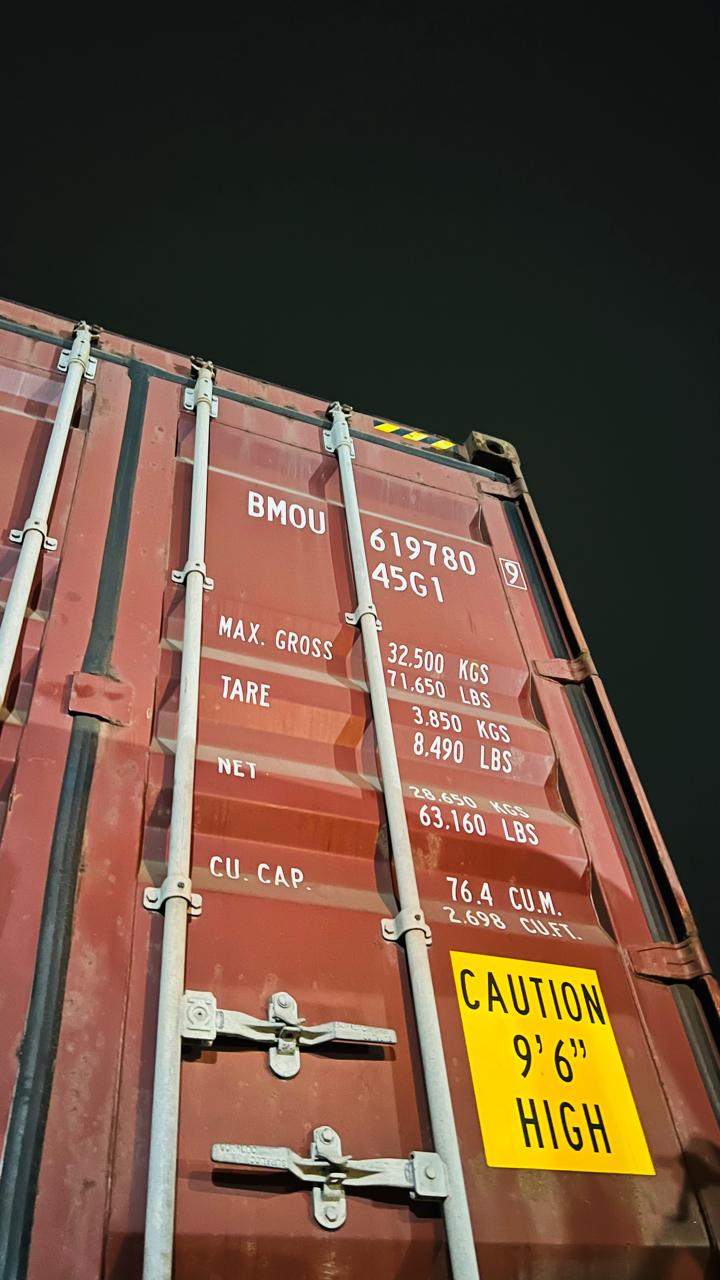 BMOU 619780 9
45G1
MAX. GROSS 32,500 KGS
71,650 LBS
TARE 3,850 KGS
8,490 LBS
NET 28,650 KGS
63,160 LBS
CU. CAP. 76.4 CU.M.
2,698 CU.FT.
CAUTION
9' 6"
HIGH